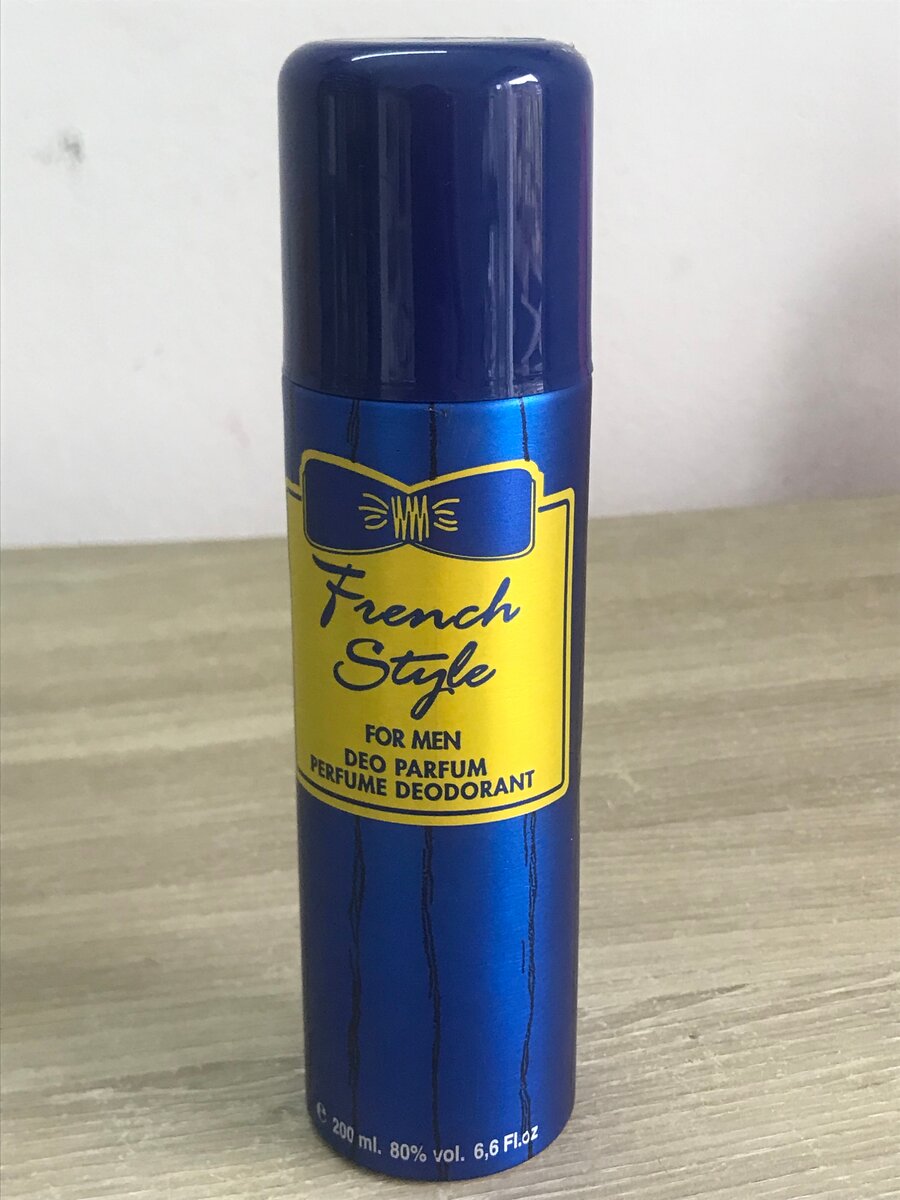 WM
French
Style
FOR MEN
DEO PARFUM
PERFUME DEODORANT
℮ 200 ml. 80% vol. 6,6 Fl.oz